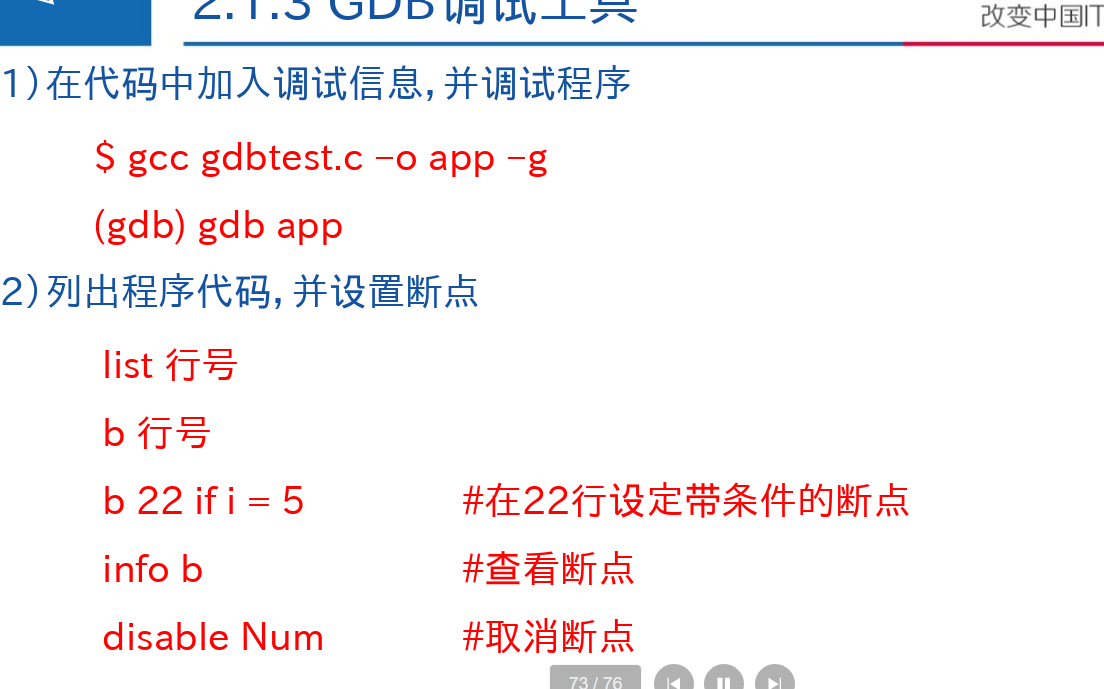 2.1.3 GDB调试工具
改变中国IT
1)在代码中加入调试信息,并调试程序
$ gcc gdbtest.c –o app –g
(gdb) gdb app
2)列出程序代码,并设置断点
list 行号
b 行号
b 22 if i = 5 #在22行设定带条件的断点
info b #查看断点
disable Num #取消断点
73 / 76